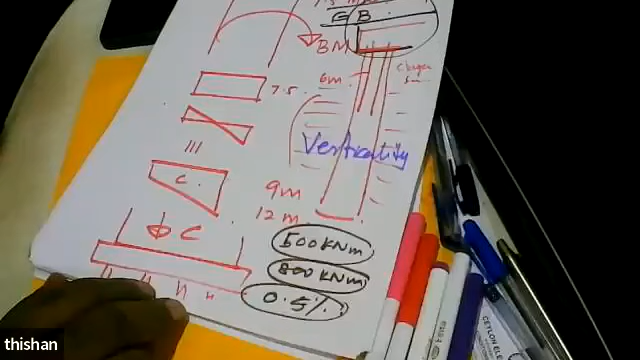 GB
BM
6m
7.5
Verticality
C
9m
12m
C
500KNm
800KNm
0.5%
thishan